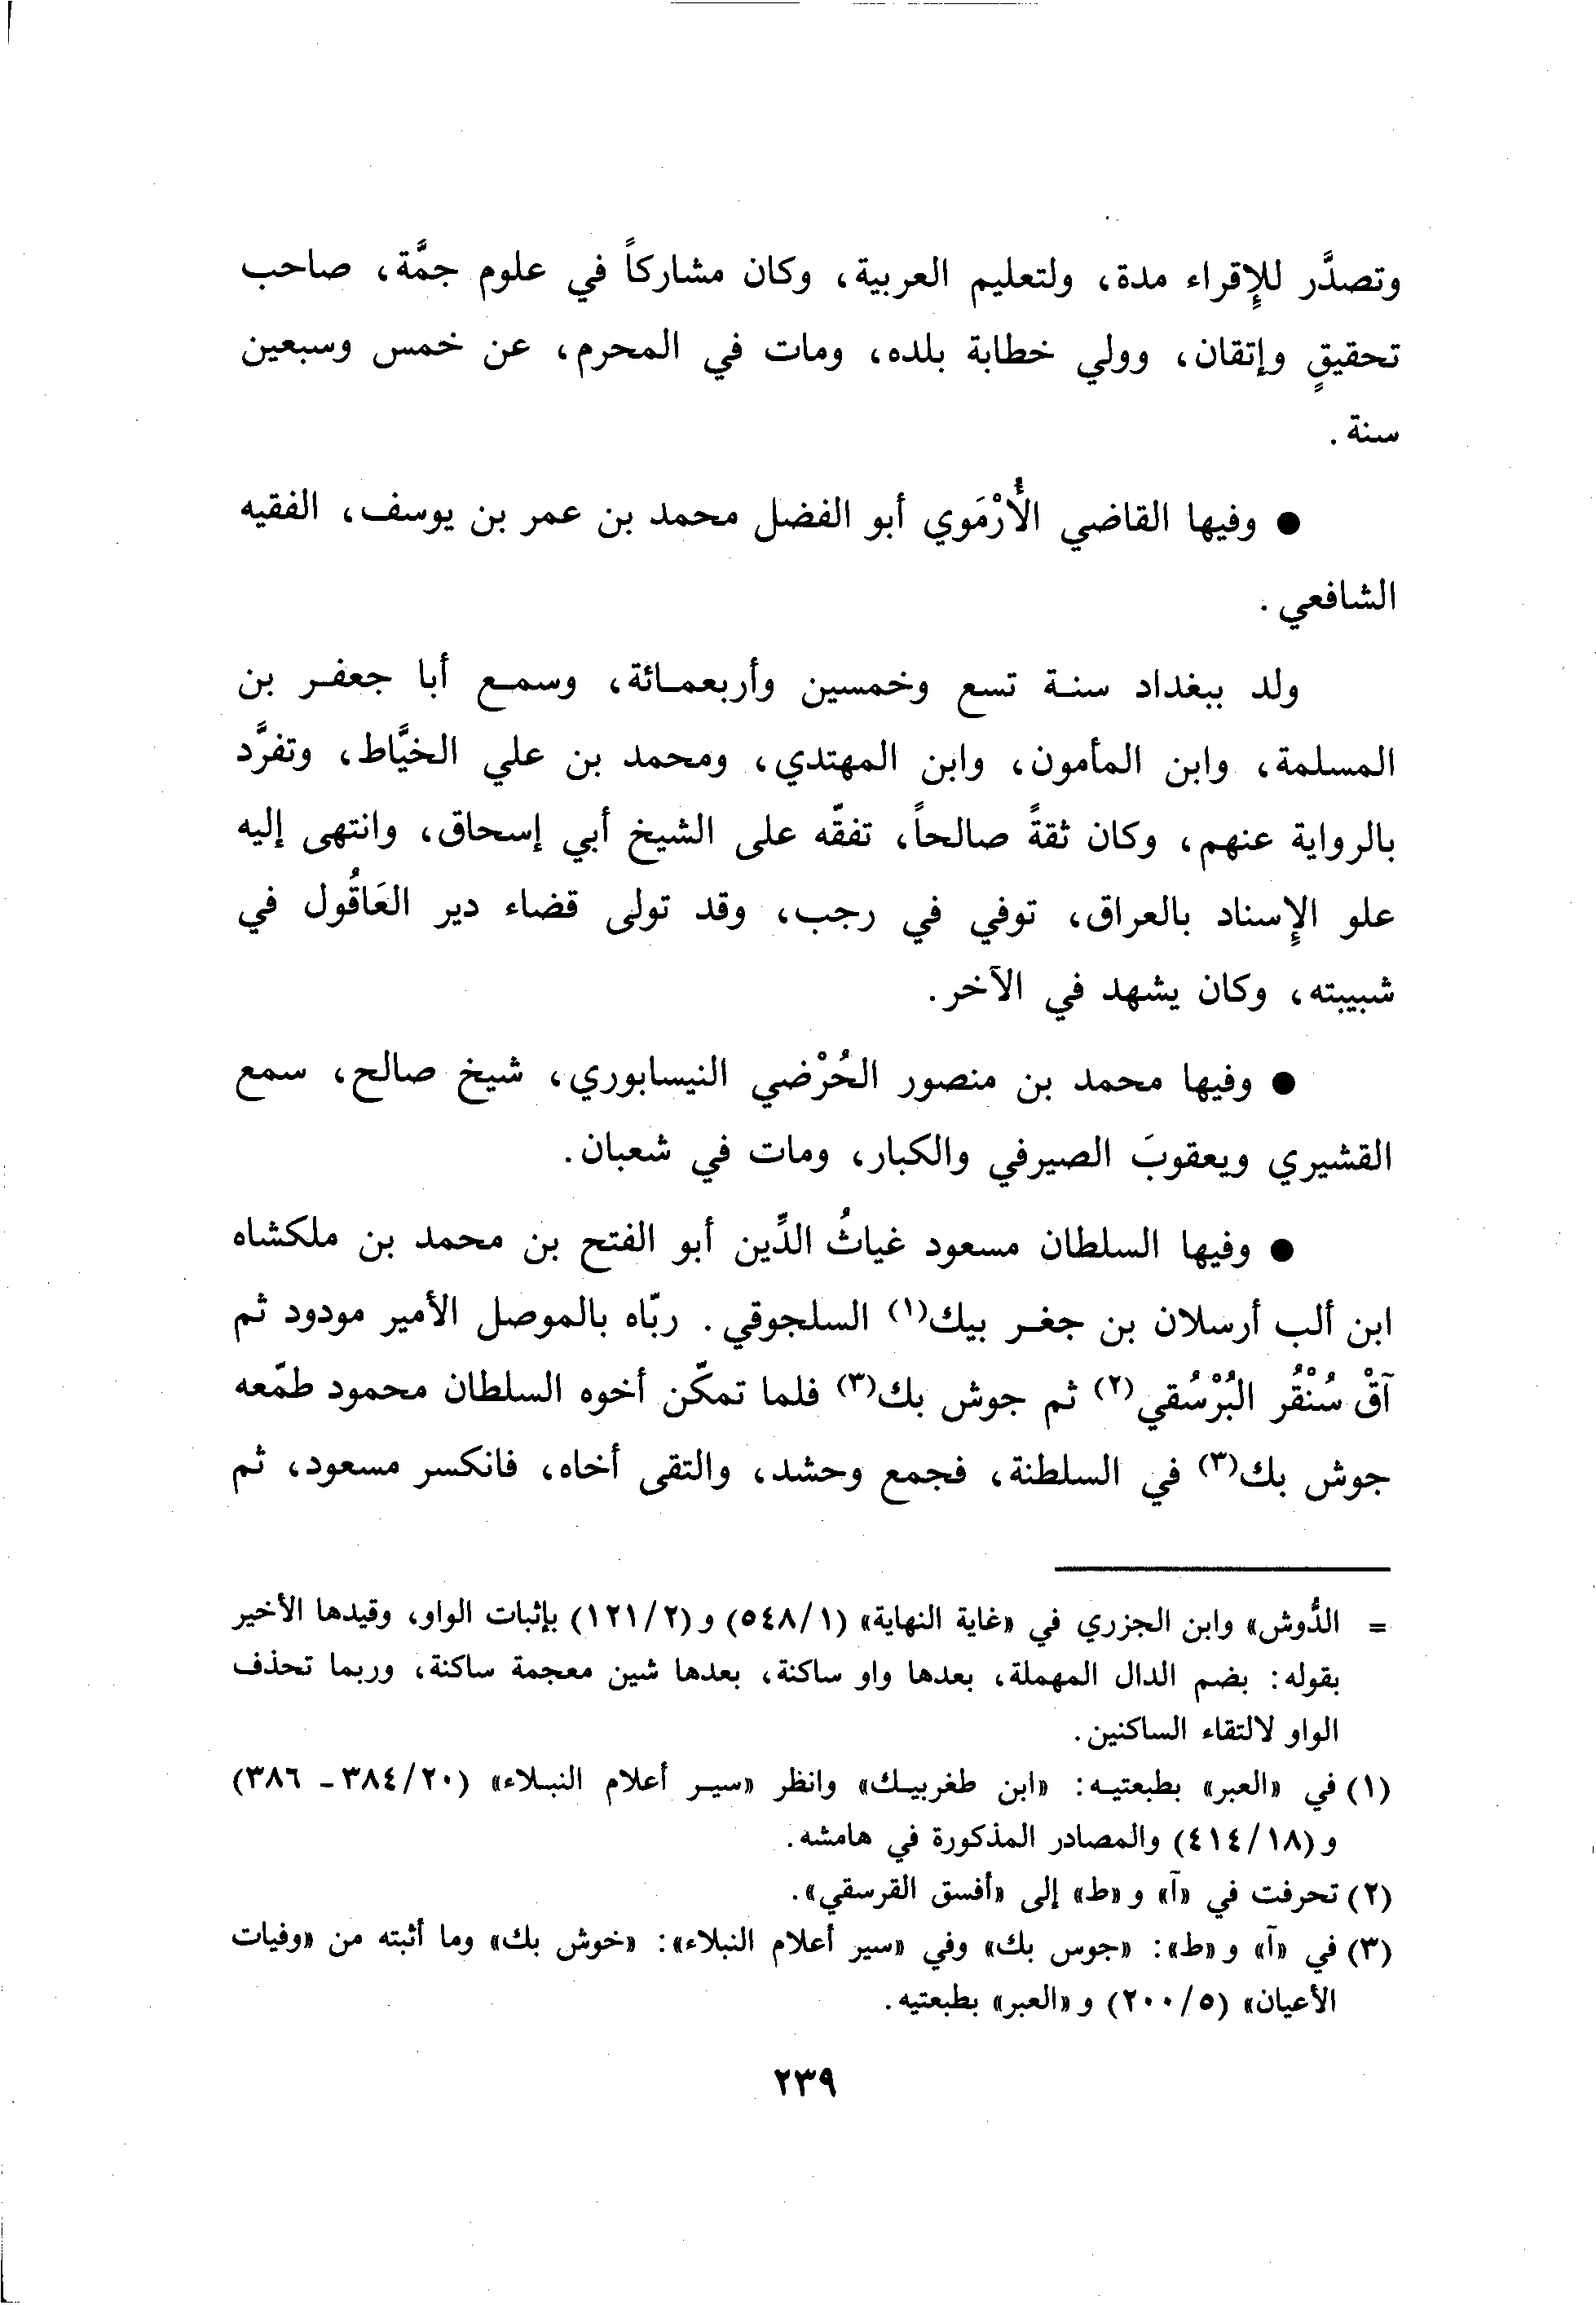 وتصدَّر للإِقراء مدة، ولتعليم العربية، وكان مشاركاً في علوم جمَّة، صاحب
تحقيقٍ وإتقان، وولي خطابة بلده، ومات في المحرم، عن خمس وسبعين
سنة.
● وفيها القاضي الأُرْمَوي أبو الفضل محمد بن عمر بن يوسف، الفقيه
الشافعي.
ولد ببغداد سنة تسع وخمسين وأربعمائة، وسمع أبا جعفر بن
المسلمة، وابن المأمون، وابن المهتدي، ومحمد بن علي الخيَّاط، وتفرَّد
بالرواية عنهم، وكان ثقةً صالحاً، تفقّه على الشيخ أبي إسحاق، وانتهى إليه
علو الإِسناد بالعراق، توفي في رجب، وقد تولى قضاء دير العَاقُول في
شبيبته، وكان يشهد في الآخر.
● وفيها محمد بن منصور الحُرْضي النيسابوري، شيخ صالح، سمع
القشيري ويعقوبَ الصيرفي والكبار، ومات في شعبان.
● وفيها السلطان مسعود غياثُ الدِّين أبو الفتح بن محمد بن ملكشاه
ابن ألب أرسلان بن جغر بيك(١) السلجوقي. ربّاه بالموصل الأمير مودود ثم
آقْ سُنْقُر البُرْسُقي(٢) ثم جوش بك(٣) فلما تمكّن أخوه السلطان محمود طمّعه
جوش بك(٣) في السلطنة، فجمع وحشد، والتقى أخاه، فانكسر مسعود، ثم
= الدُّوش» وابن الجزري في «غاية النهاية» (١/٥٤٨) و (٢/١٢١) بإثبات الواو، وقيدها الأخير
بقوله: بضم الدال المهملة، بعدها واو ساكنة، بعدها شين معجمة ساكنة، وربما تحذف
الواو لالتقاء الساكنين.
(١) في «العبر» بطبعتيه: «ابن طغربيك» وانظر «سير أعلام النبلاء» (٢٠/٣٨٤ - ٣٨٦)
و (١٨/٤١٤) والمصادر المذكورة في هامشه.
(٢) تحرفت في «آ» و «ط» إلى «أفسق القرسقي».
(٣) في «آ» و «ط»: «جوس بك» وفي «سير أعلام النبلاء»: «خوش بك» وما أثبته من «وفيات
الأعيان» (٥/٢٠٠) و «العبر» بطبعتيه.
٢٣٩